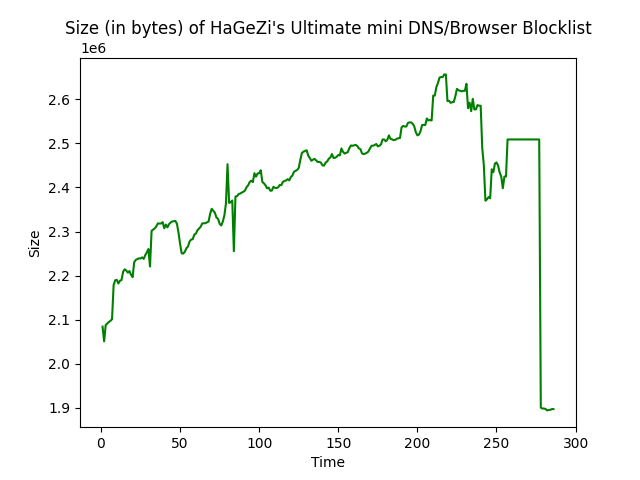 Size (in bytes) of HaGeZi's Ultimate mini DNS/Browser Blocklist
1e6
2.6
2.5
2.4
2.3
2.2
2.1
2.0
1.9
Size
0 50 100 150 200 250 300
Time